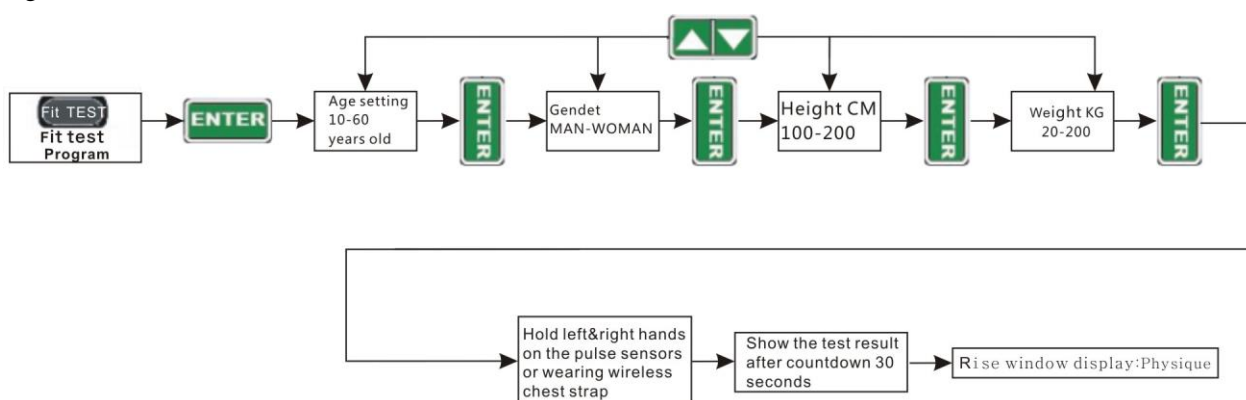 Fit TEST
Fit test
Program
ENTER
Age setting
10-60
years old
ENTER
Gendet
MAN-WOMAN
ENTER
Height CM
100-200
ENTER
Weight KG
20-200
ENTER
Hold left&right hands
on the pulse sensors
or wearing wireless
chest strap
Show the test result
after countdown 30
seconds
Rise window display:Physique